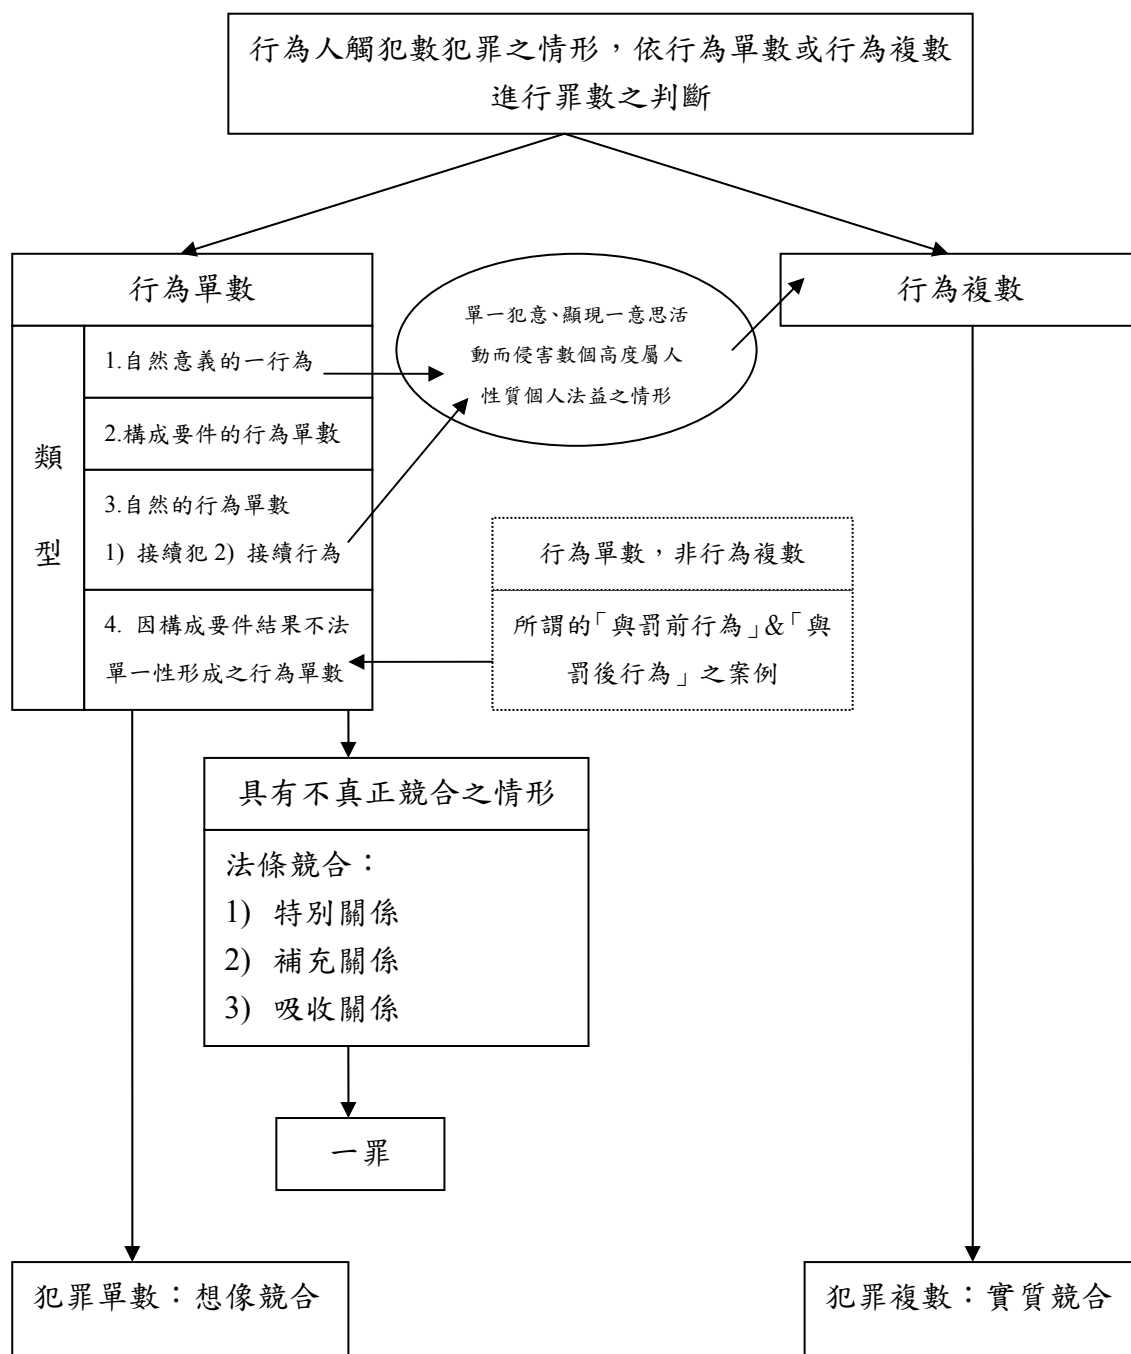 行為人觸犯數犯罪之情形，依行為單數或行為複數
進行罪數之判斷
行為單數
類
型
1.自然意義的一行為
2.構成要件的行為單數
3.自然的行為單數
1) 接續犯 2) 接續行為
4. 因構成要件結果不法
單一性形成之行為單數
單一犯意、顯現一意思活
動而侵害數個高度屬人
性質個人法益之情形
行為複數
行為單數，非行為複數
所謂的「與罰前行為」&「與
罰後行為」之案例
具有不真正競合之情形
法條競合：
1) 特別關係
2) 補充關係
3) 吸收關係
一罪
犯罪單數：想像競合
犯罪複數：實質競合